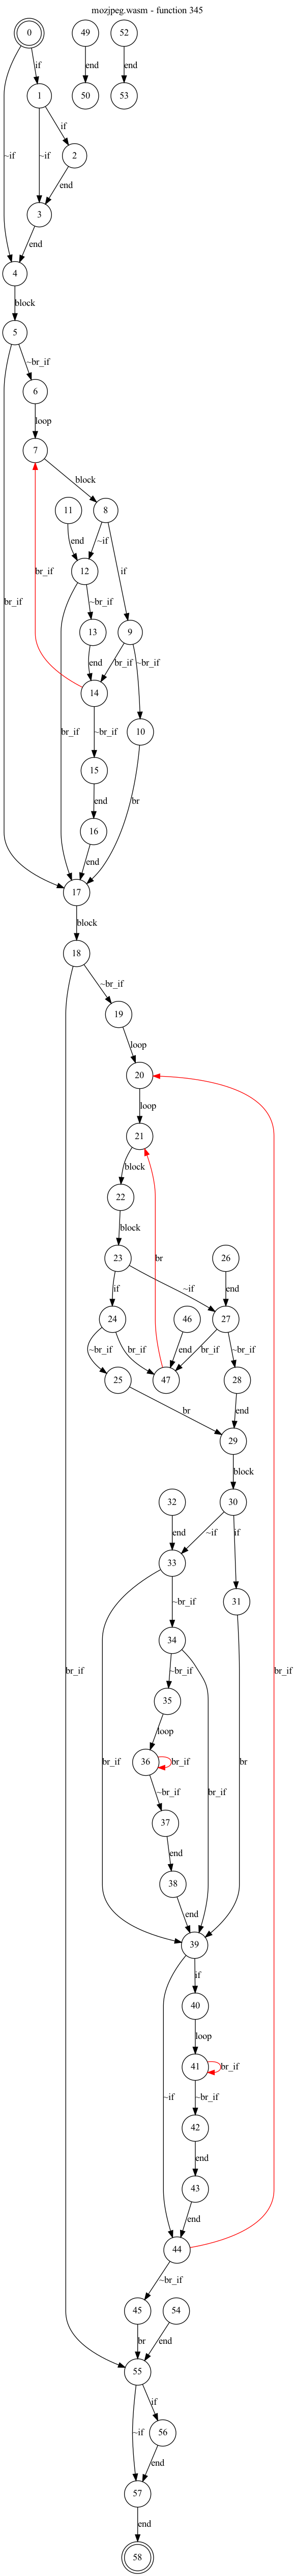 mozjpeg.wasm - function 345
0 49 52
if end end
1 50 53
~if ~if if
2
end
3
end
4
block
5
~br_if
6
loop
7
block
11 8
end ~if if
12
br_if br_if ~br_if
13 9
end br_if ~br_if
14
br_if ~br_if 10
15
end br
16
end
17
block
18
~br_if
19
loop
20
loop
21
block
22
block br
23 26
if ~if end
24 46 27
~br_if br_if end br_if ~br_if
25 47 28
br end
29
block
32 30
end ~if if
33 31
~br_if
34
br_if ~br_if br_if
35
loop
36 br_if
br_if br_if br
~br_if
37
end
38
end
39
if
40
loop
41 br_if
~if ~br_if
42
end
43
end
44
~br_if
45 54
br end
55
if
~if 56
end
57
end
58